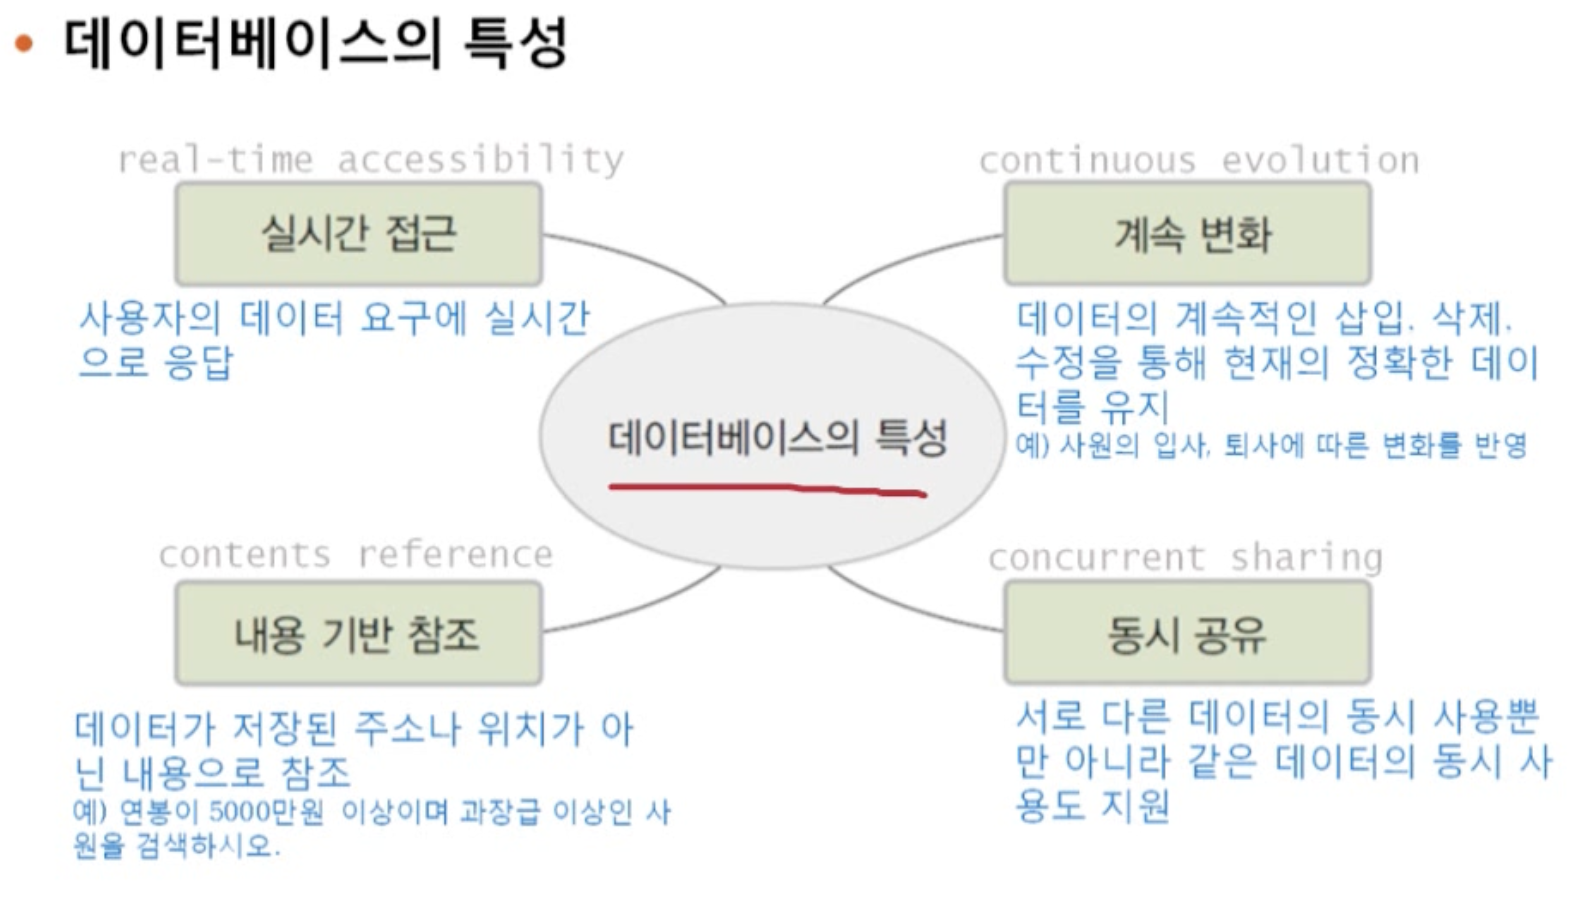 • 데이터베이스의 특성
real-time accessibility
실시간 접근
사용자의 데이터 요구에 실시간
으로 응답
continuous evolution
계속 변화
데이터의 계속적인 삽입. 삭제.
수정을 통해 현재의 정확한 데이
터를 유지
예) 사원의 입사, 퇴사에 따른 변화를 반영
데이터베이스의 특성
contents reference
내용 기반 참조
데이터가 저장된 주소나 위치가 아
닌 내용으로 참조
예) 연봉이 5000만원 이상이며 과장급 이상인 사
원을 검색하시오.
concurrent sharing
동시 공유
서로 다른 데이터의 동시 사용뿐
만 아니라 같은 데이터의 동시 사
용도 지원